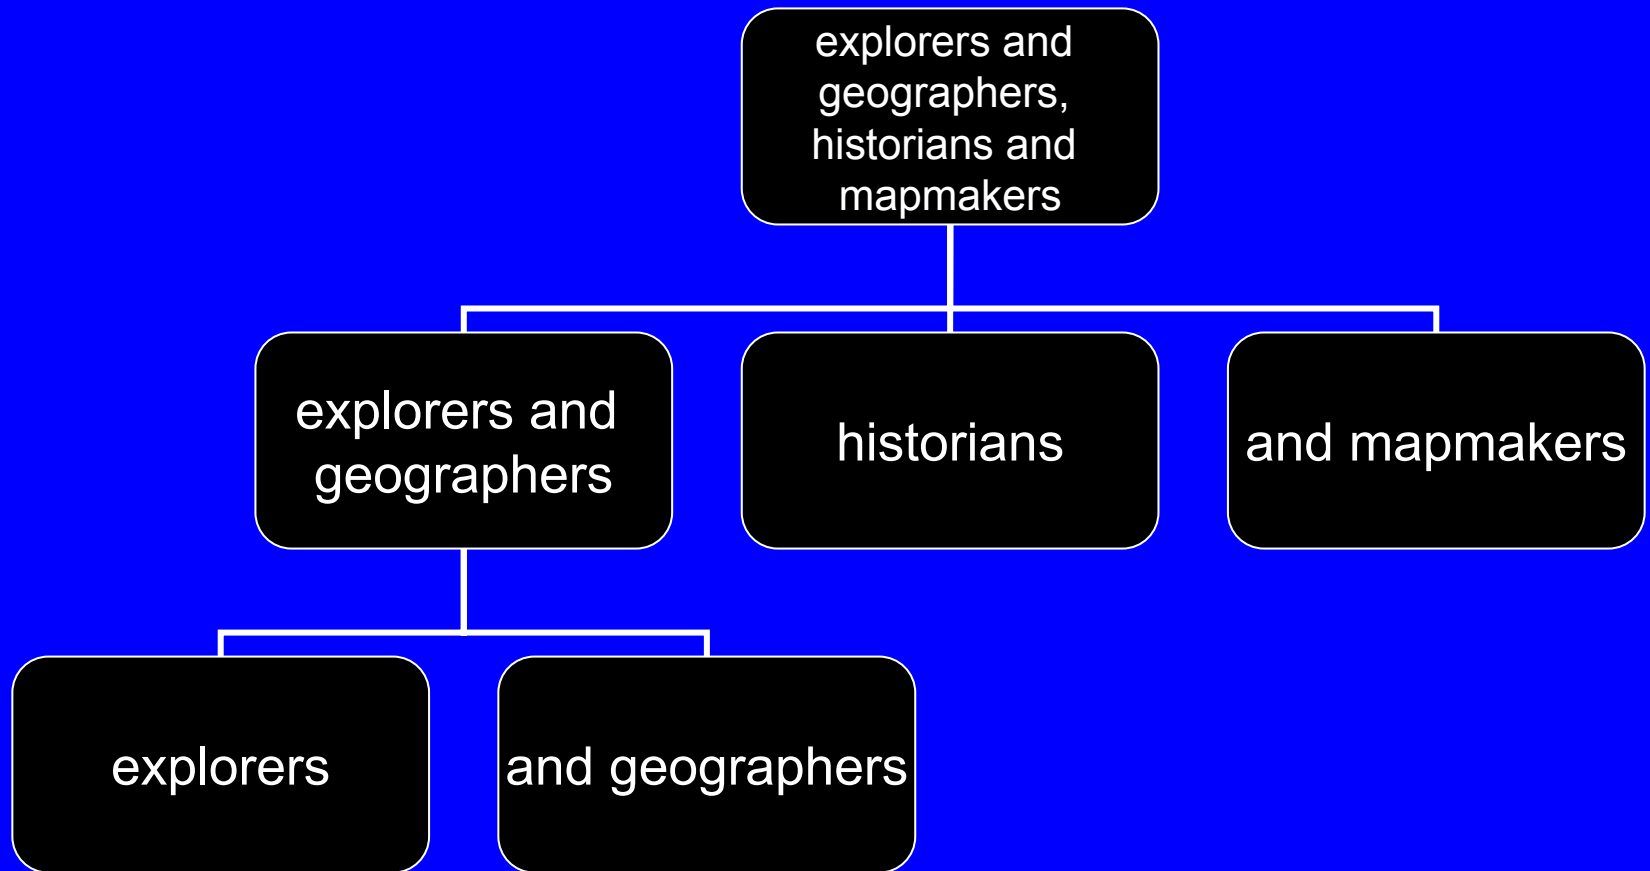 explorers and
geographers,
historians and
mapmakers
explorers and
geographers
historians
and mapmakers
explorers
and geographers